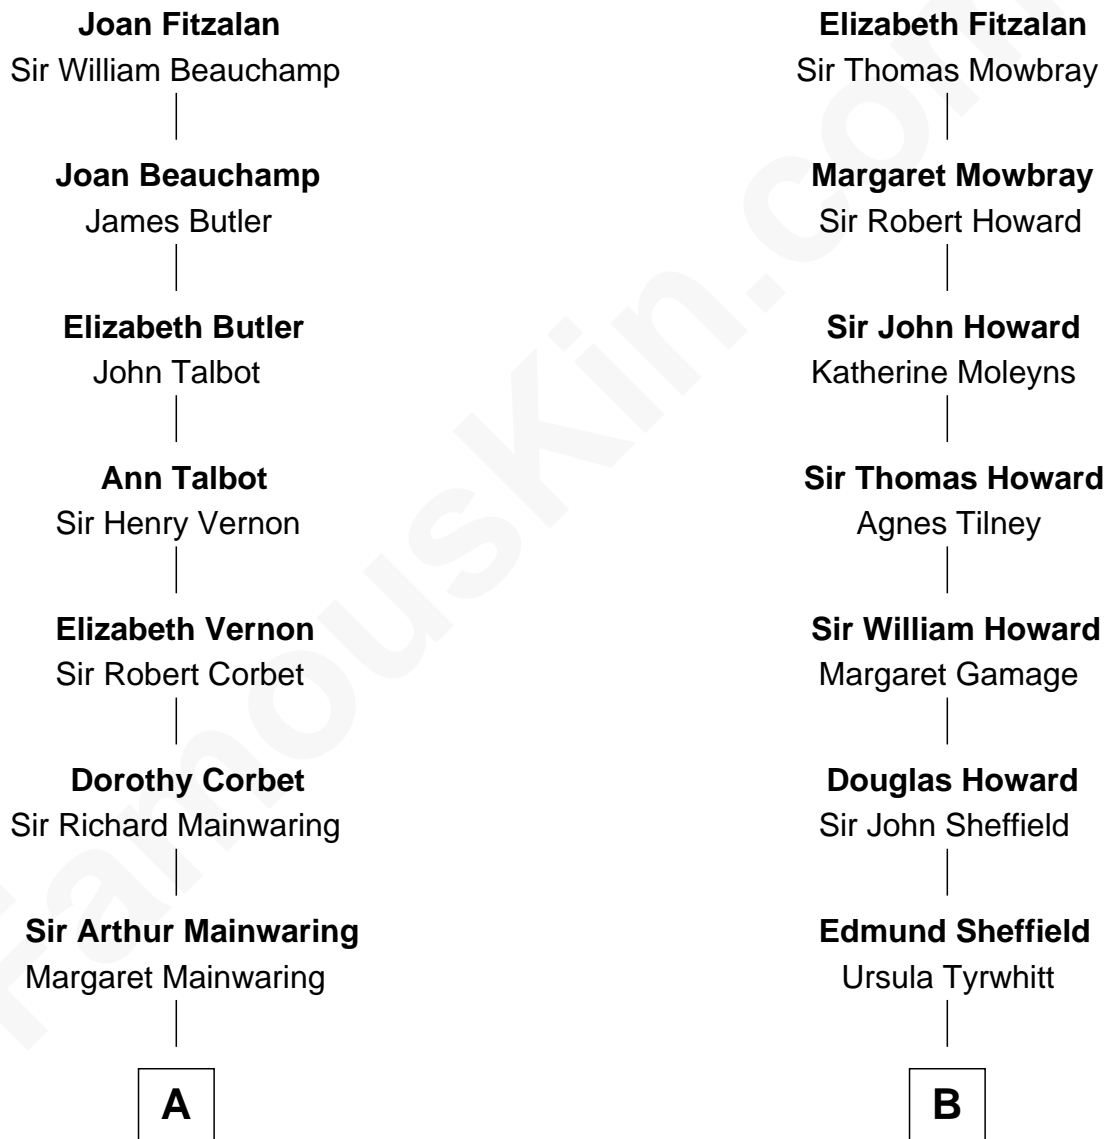 Joan Fitzalan
Sir William Beauchamp
Joan Beauchamp
James Butler
Elizabeth Butler
John Talbot
Ann Talbot
Sir Henry Vernon
Elizabeth Vernon
Sir Robert Corbet
Dorothy Corbet
Sir Richard Mainwaring
Sir Arthur Mainwaring
Margaret Mainwaring
A
Elizabeth Fitzalan
Sir Thomas Mowbray
Margaret Mowbray
Sir Robert Howard
Sir John Howard
Katherine Moleyns
Sir Thomas Howard
Agnes Tilney
Sir William Howard
Margaret Gamage
Douglas Howard
Sir John Sheffield
Edmund Sheffield
Ursula Tyrwhitt
B
FamousKin.com